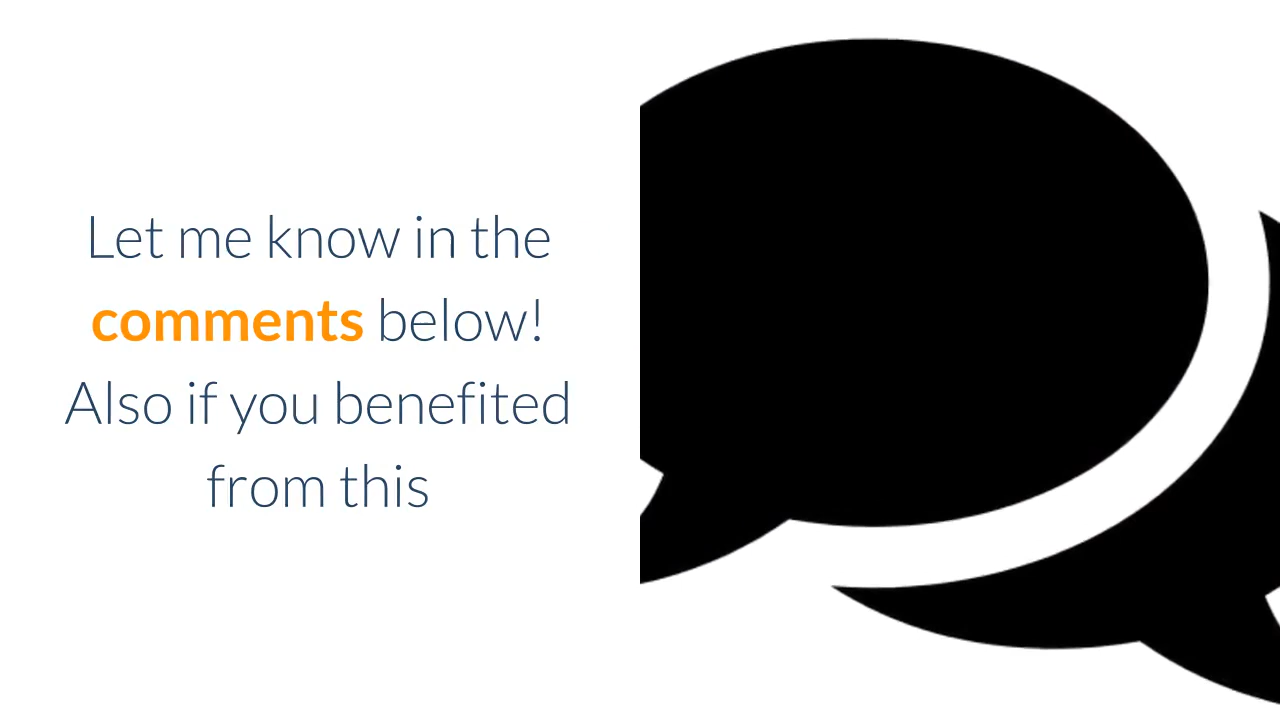 Let me know in the
comments below!
Also if you benefited
from this